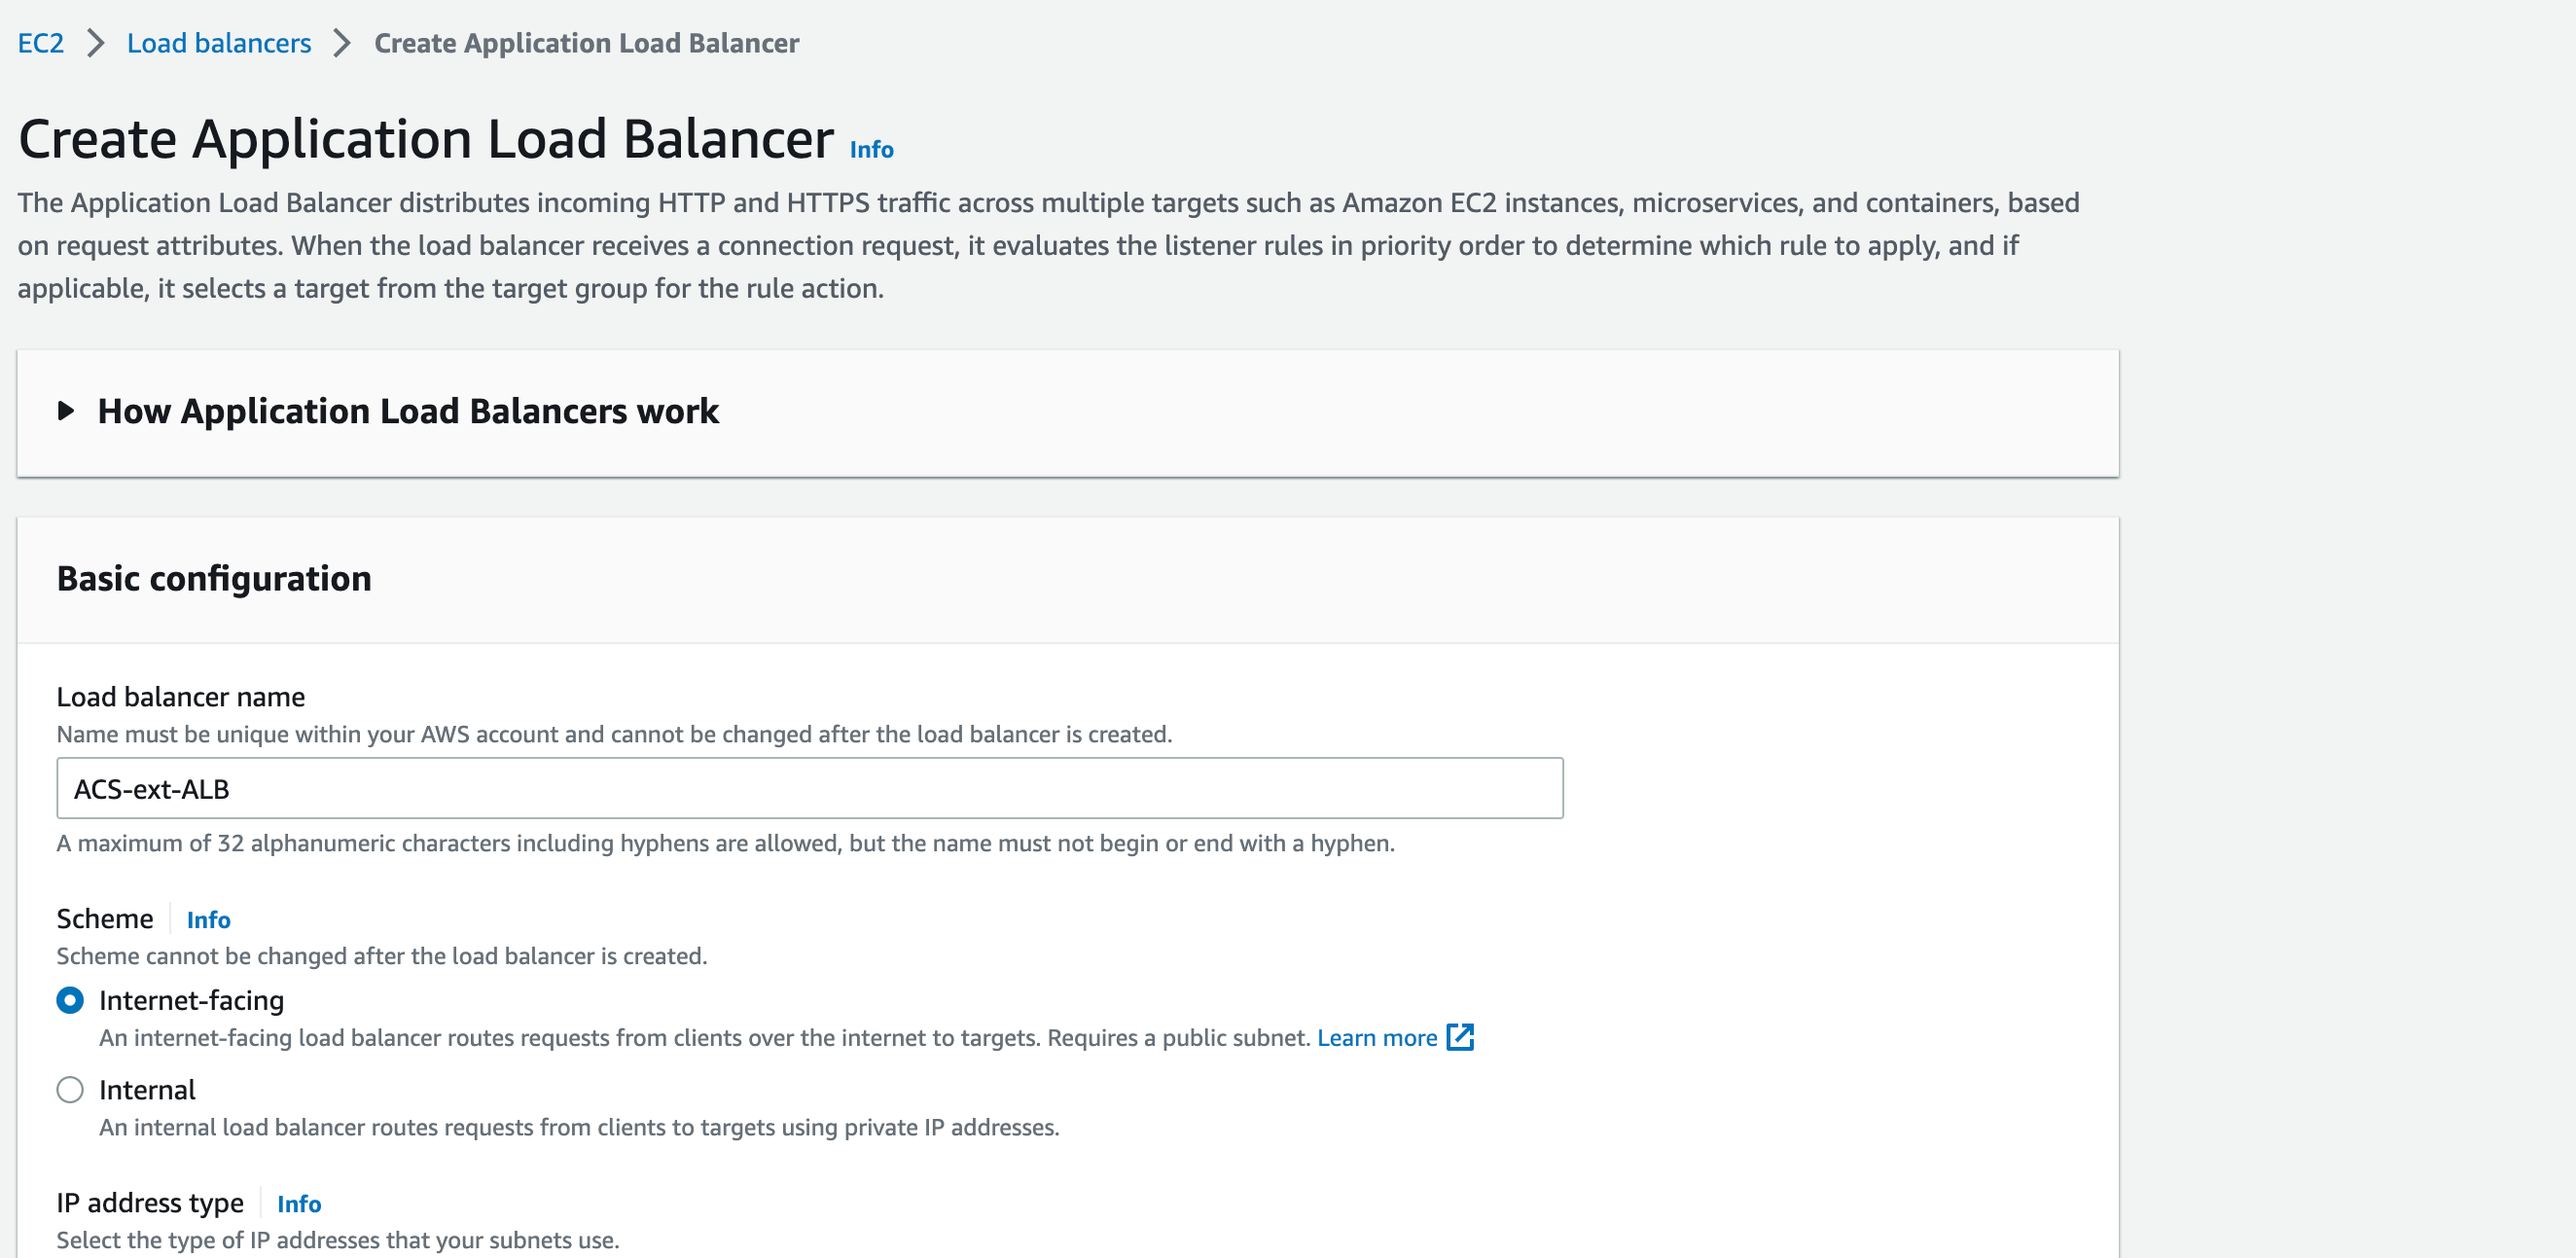 EC2 > Load balancers > Create Application Load Balancer
Create Application Load Balancer Info
The Application Load Balancer distributes incoming HTTP and HTTPS traffic across multiple targets such as Amazon EC2 instances, microservices, and containers, based
on request attributes. When the load balancer receives a connection request, it evaluates the listener rules in priority order to determine which rule to apply, and if
applicable, it selects a target from the target group for the rule action.
How Application Load Balancers work
Basic configuration
Load balancer name
Name must be unique within your AWS account and cannot be changed after the load balancer is created.
ACS-ext-ALB
A maximum of 32 alphanumeric characters including hyphens are allowed, but the name must not begin or end with a hyphen.
Scheme Info
Scheme cannot be changed after the load balancer is created.
Internet-facing
An internet-facing load balancer routes requests from clients over the internet to targets. Requires a public subnet. Learn more
Internal
An internal load balancer routes requests from clients to targets using private IP addresses.
IP address type Info
Select the type of IP addresses that your subnets use.